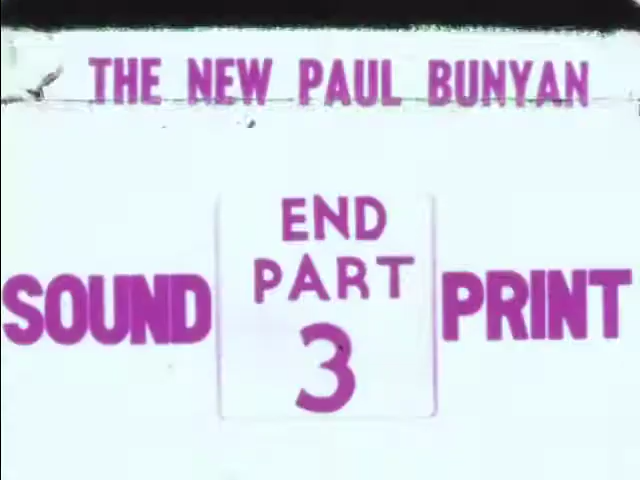 THE NEW PAUL BUNYAN
END
PART
SOUND
PRINT
3